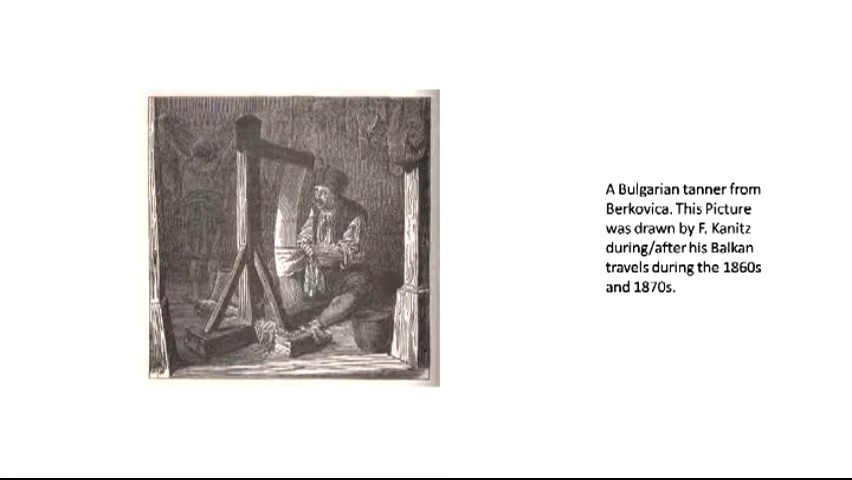 A Bulgarian tanner from
Berkovica. This Picture
was drawn by F. Kanitz
during/after his Balkan
travels during the 1860s
and 1870s.